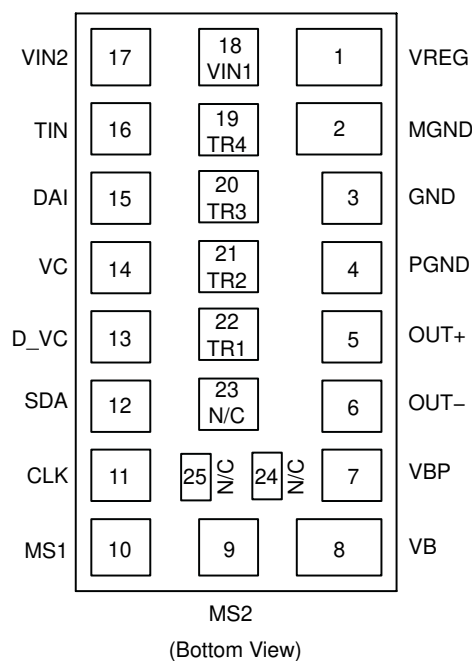 VIN2 17 18 1 VREG
VIN1
TIN 16 19 2 MGND
TR4
DAI 15 20 3 GND
TR3
VC 14 21 4 PGND
TR2
D_VC 13 22 5 OUT+
TR1
SDA 12 23 6 OUT−
N/C
CLK 11 25 N/C 24 N/C 7 VBP
MS1 10 9 8 VB
MS2
(Bottom View)